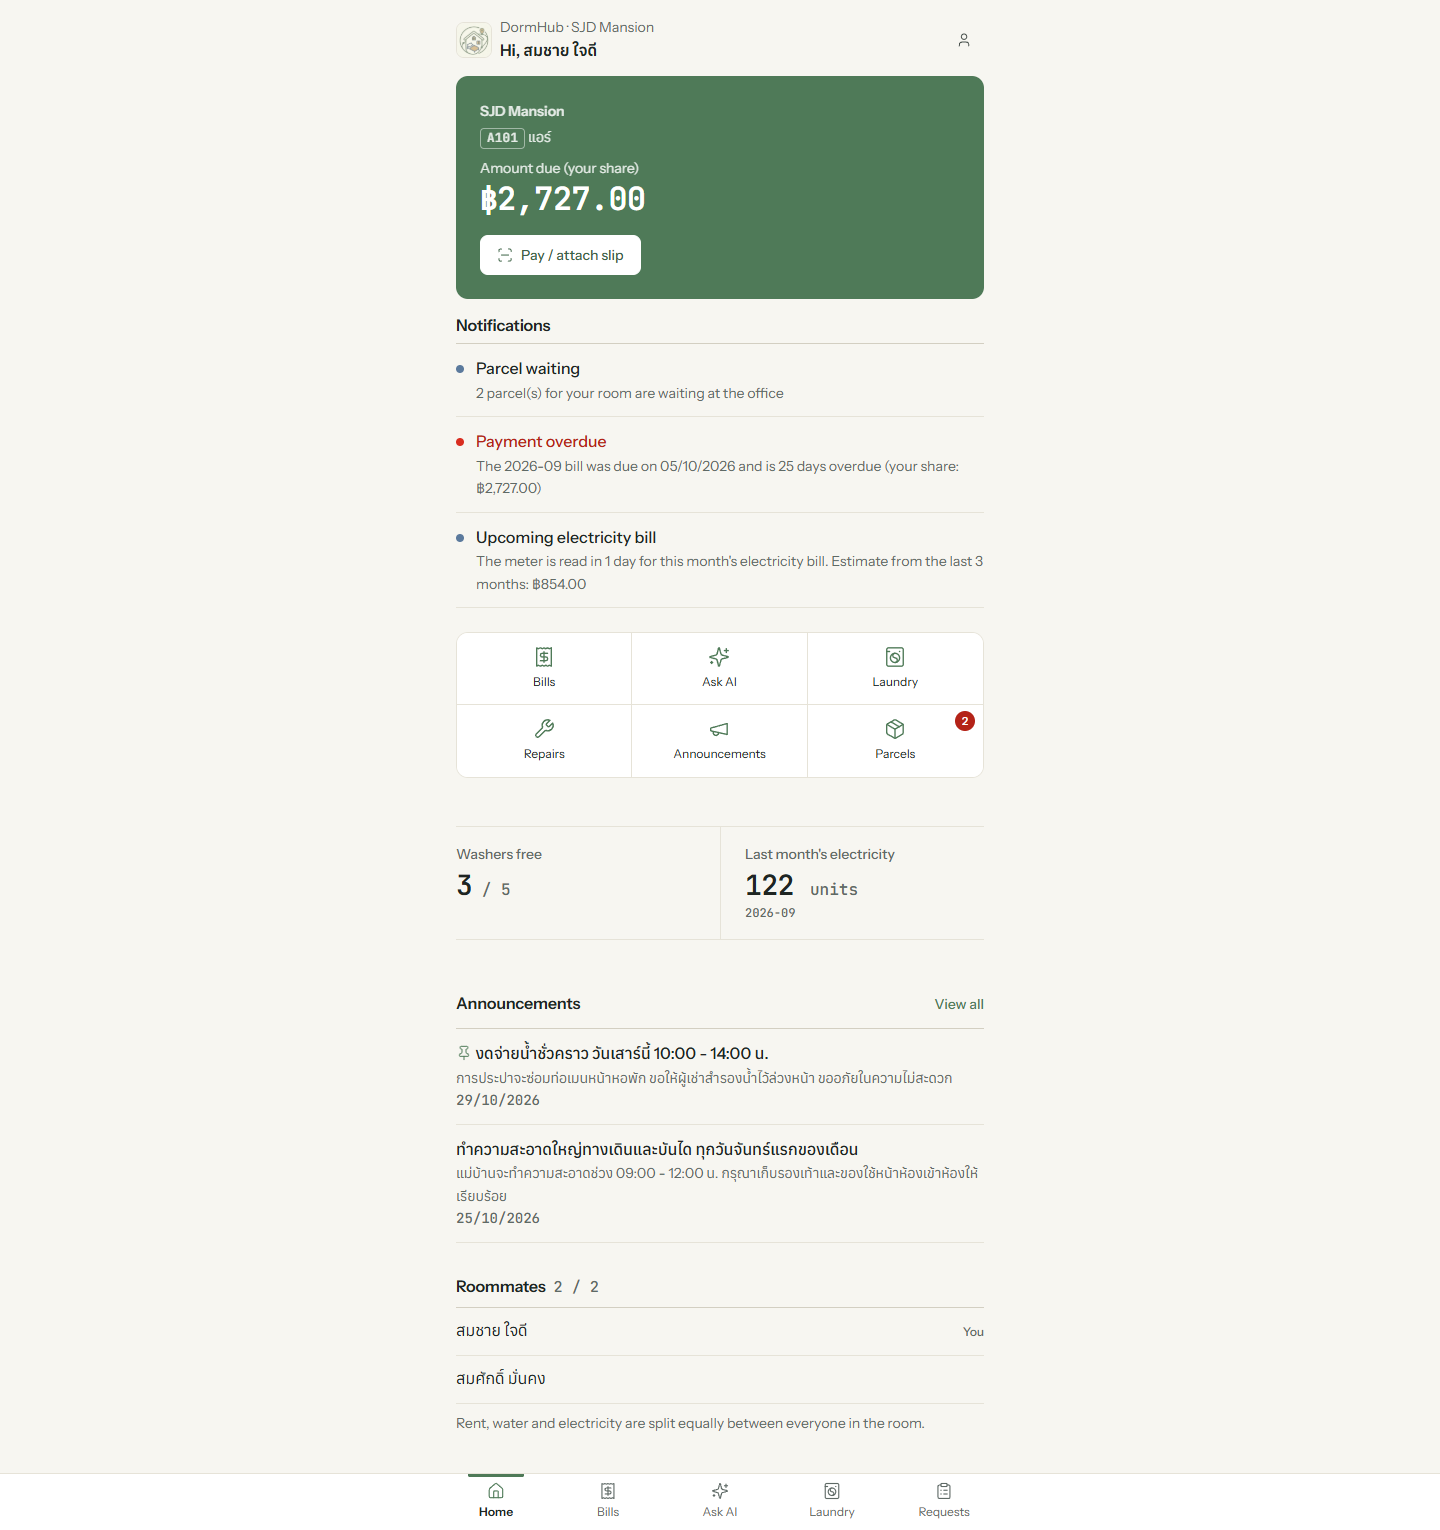 DormHub · SJD Mansion
Hi, สมชาย ใจดี
SJD Mansion
A101 แอร์
Amount due (your share)
฿2,727.00
Pay / attach slip
Notifications
Parcel waiting
2 parcel(s) for your room are waiting at the office
Payment overdue
The 2026-09 bill was due on 05/10/2026 and is 25 days overdue (your share:
฿2,727.00)
Upcoming electricity bill
The meter is read in 1 day for this month's electricity bill. Estimate from the last 3
months: ฿854.00
Bills
Ask AI
Laundry
2
Repairs
Announcements
Parcels
Washers free
3 / 5
Last month's electricity
122 units
2026-09
Announcements
View all
งดจ่ายน้ำชั่วคราว วันเสาร์นี้ 10:00 - 14:00 น.
การประปาจะซ่อมท่อเมนหน้าหอพัก ขอให้ผู้เช่าสำรองน้ำไว้ล่วงหน้า ขออภัยในความไม่สะดวก
29/10/2026
ทำความสะอาดใหญ่ทางเดินและบันได ทุกวันจันทร์แรกของเดือน
แม่บ้านจะทำความสะอาดช่วง 09:00 - 12:00 น. กรุณาเก็บรองเท้าและของใช้หน้าห้องเข้าห้องให้
เรียบร้อย
25/10/2026
Roommates 2 / 2
สมชาย ใจดี
You
สมศักดิ์ มั่นคง
Rent, water and electricity are split equally between everyone in the room.
Home
Bills
Ask AI
Laundry
Requests